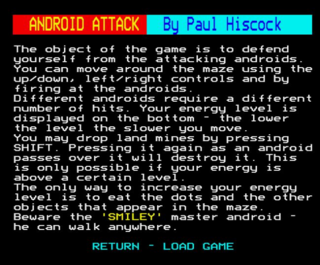 ANDROID ATTACK By Paul Hiscock
The object of the game is to defend
yourself from the attacking androids.
You can move around the maze using the
up/down, left/right controls and by
firing at the androids.
Different androids require a different
number of hits. Your energy level is
displayed on the bottom - the lower
the level the slower you move.
You may drop land mines by pressing
SHIFT. Pressing it again as an android
passes over it will destroy it. This
is only possible if your energy is
above a certain level.
The only way to increase your energy
level is to eat the dots and the other
objects that appear in the maze.
Beware the 'SMILEY' master android -
he can walk anywhere.
RETURN - LOAD GAME